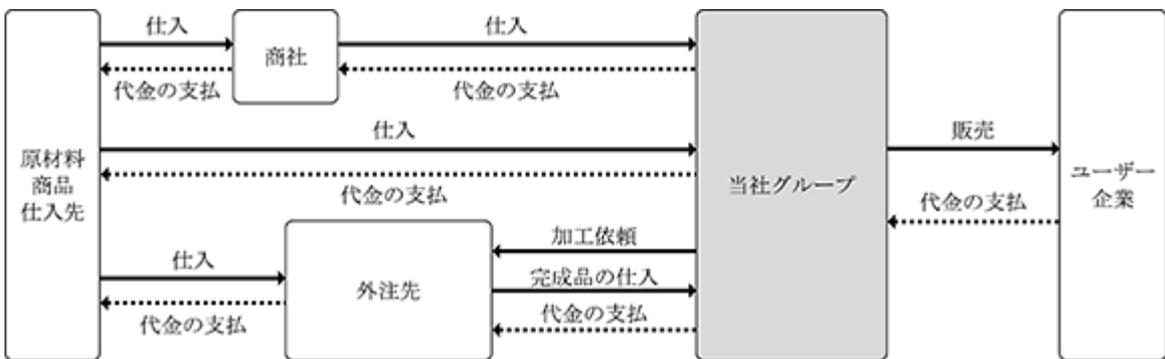 仕入
仕入
商社
代金の支払
代金の支払
仕入
代金の支払
原材料
商品
仕入先
当社グループ
販売
代金の支払
ユーザー
企業
仕入
代金の支払
外注先
加工依頼
完成品の仕入
代金の支払